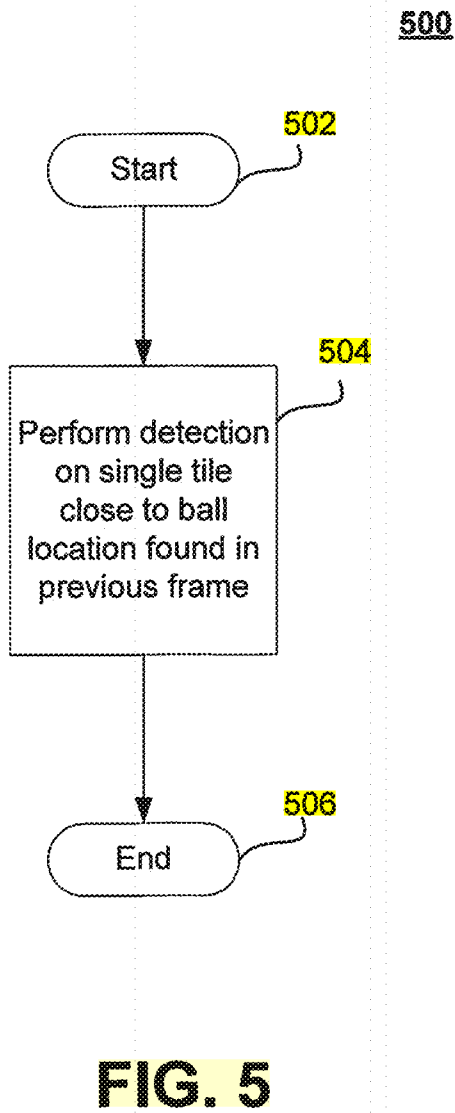 500
502
Start
504
Perform detection
on single tile
close to ball
location found in
previous frame
506
End
FIG. 5